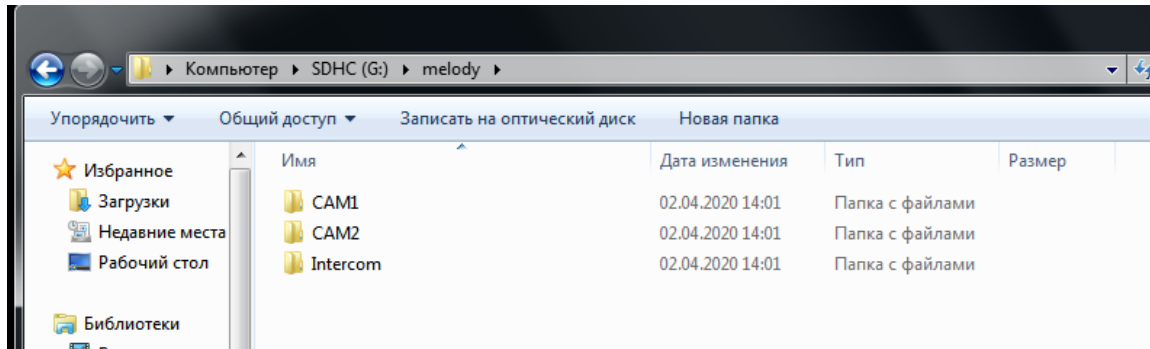 Компьютер ▸ SDHC (G:) ▸ melody ▸
Упорядочить ▼ Общий доступ ▼ Записать на оптический диск Новая папка
Избранное
Загрузки
Недавние места
Рабочий стол
Библиотеки
Имя Дата изменения Тип Размер
CAM1 02.04.2020 14:01 Папка с файлами
CAM2 02.04.2020 14:01 Папка с файлами
Intercom 02.04.2020 14:01 Папка с файлами